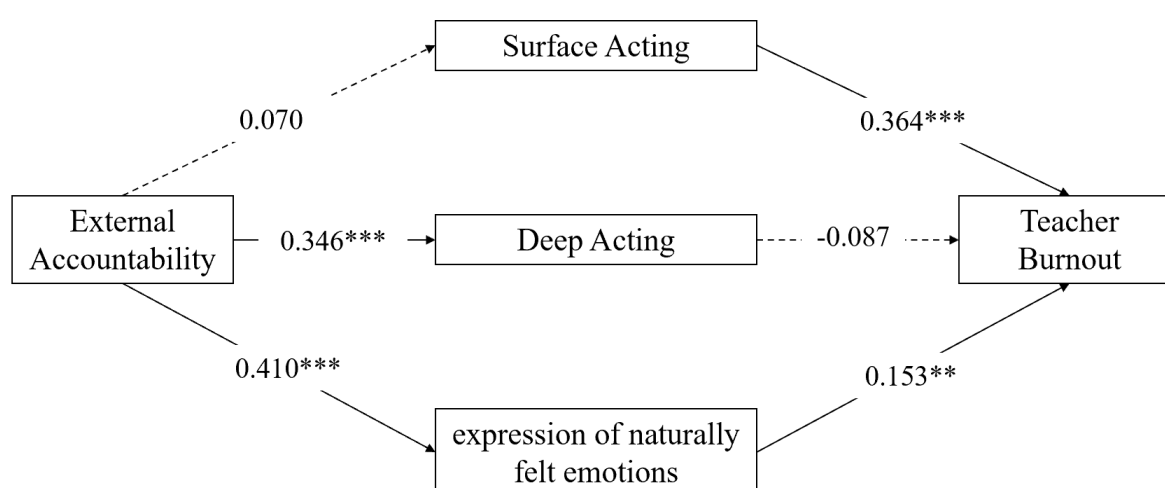 Surface Acting
0.070
0.364***
External
Accountability
0.346***
Deep Acting
-0.087
Teacher
Burnout
0.410***
0.153**
expression of naturally
felt emotions